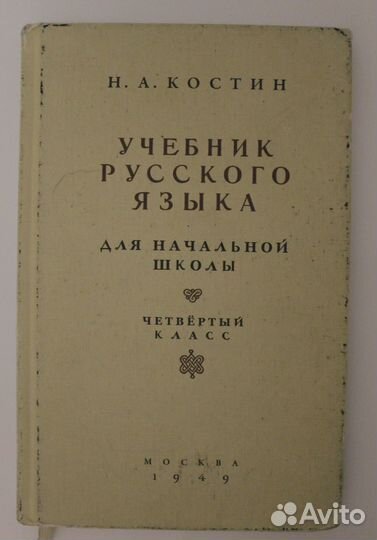 Н. А. КОСТИН
УЧЕБНИК
РУССКОГО
ЯЗЫКА
ДЛЯ НАЧАЛЬНОЙ
ШКОЛЫ
ЧЕТВЁРТЫЙ
КЛАСС
МОСКВА
1949
Avito